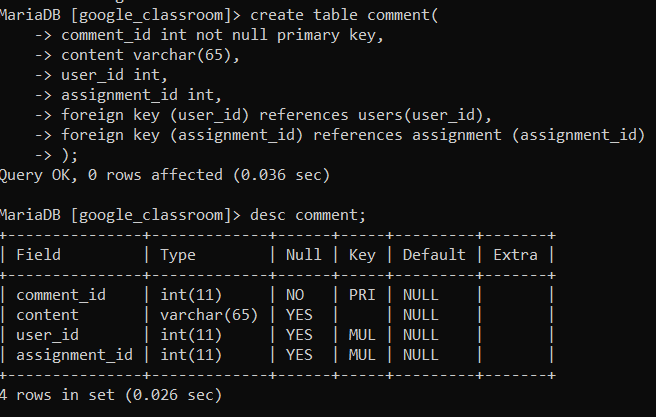 MariaDB [google_classroom]> create table comment(
    -> comment_id int not null primary key,
    -> content varchar(65),
    -> user_id int,
    -> assignment_id int,
    -> foreign key (user_id) references users(user_id),
    -> foreign key (assignment_id) references assignment (assignment_id)
    -> );
Query OK, 0 rows affected (0.036 sec)

MariaDB [google_classroom]> desc comment;
+---------------+-------------+------+-----+---------+-------+
| Field         | Type        | Null | Key | Default | Extra |
+---------------+-------------+------+-----+---------+-------+
| comment_id    | int(11)     | NO   | PRI | NULL    |       |
| content       | varchar(65) | YES  |     | NULL    |       |
| user_id       | int(11)     | YES  | MUL | NULL    |       |
| assignment_id | int(11)     | YES  | MUL | NULL    |       |
+---------------+-------------+------+-----+---------+-------+
4 rows in set (0.026 sec)